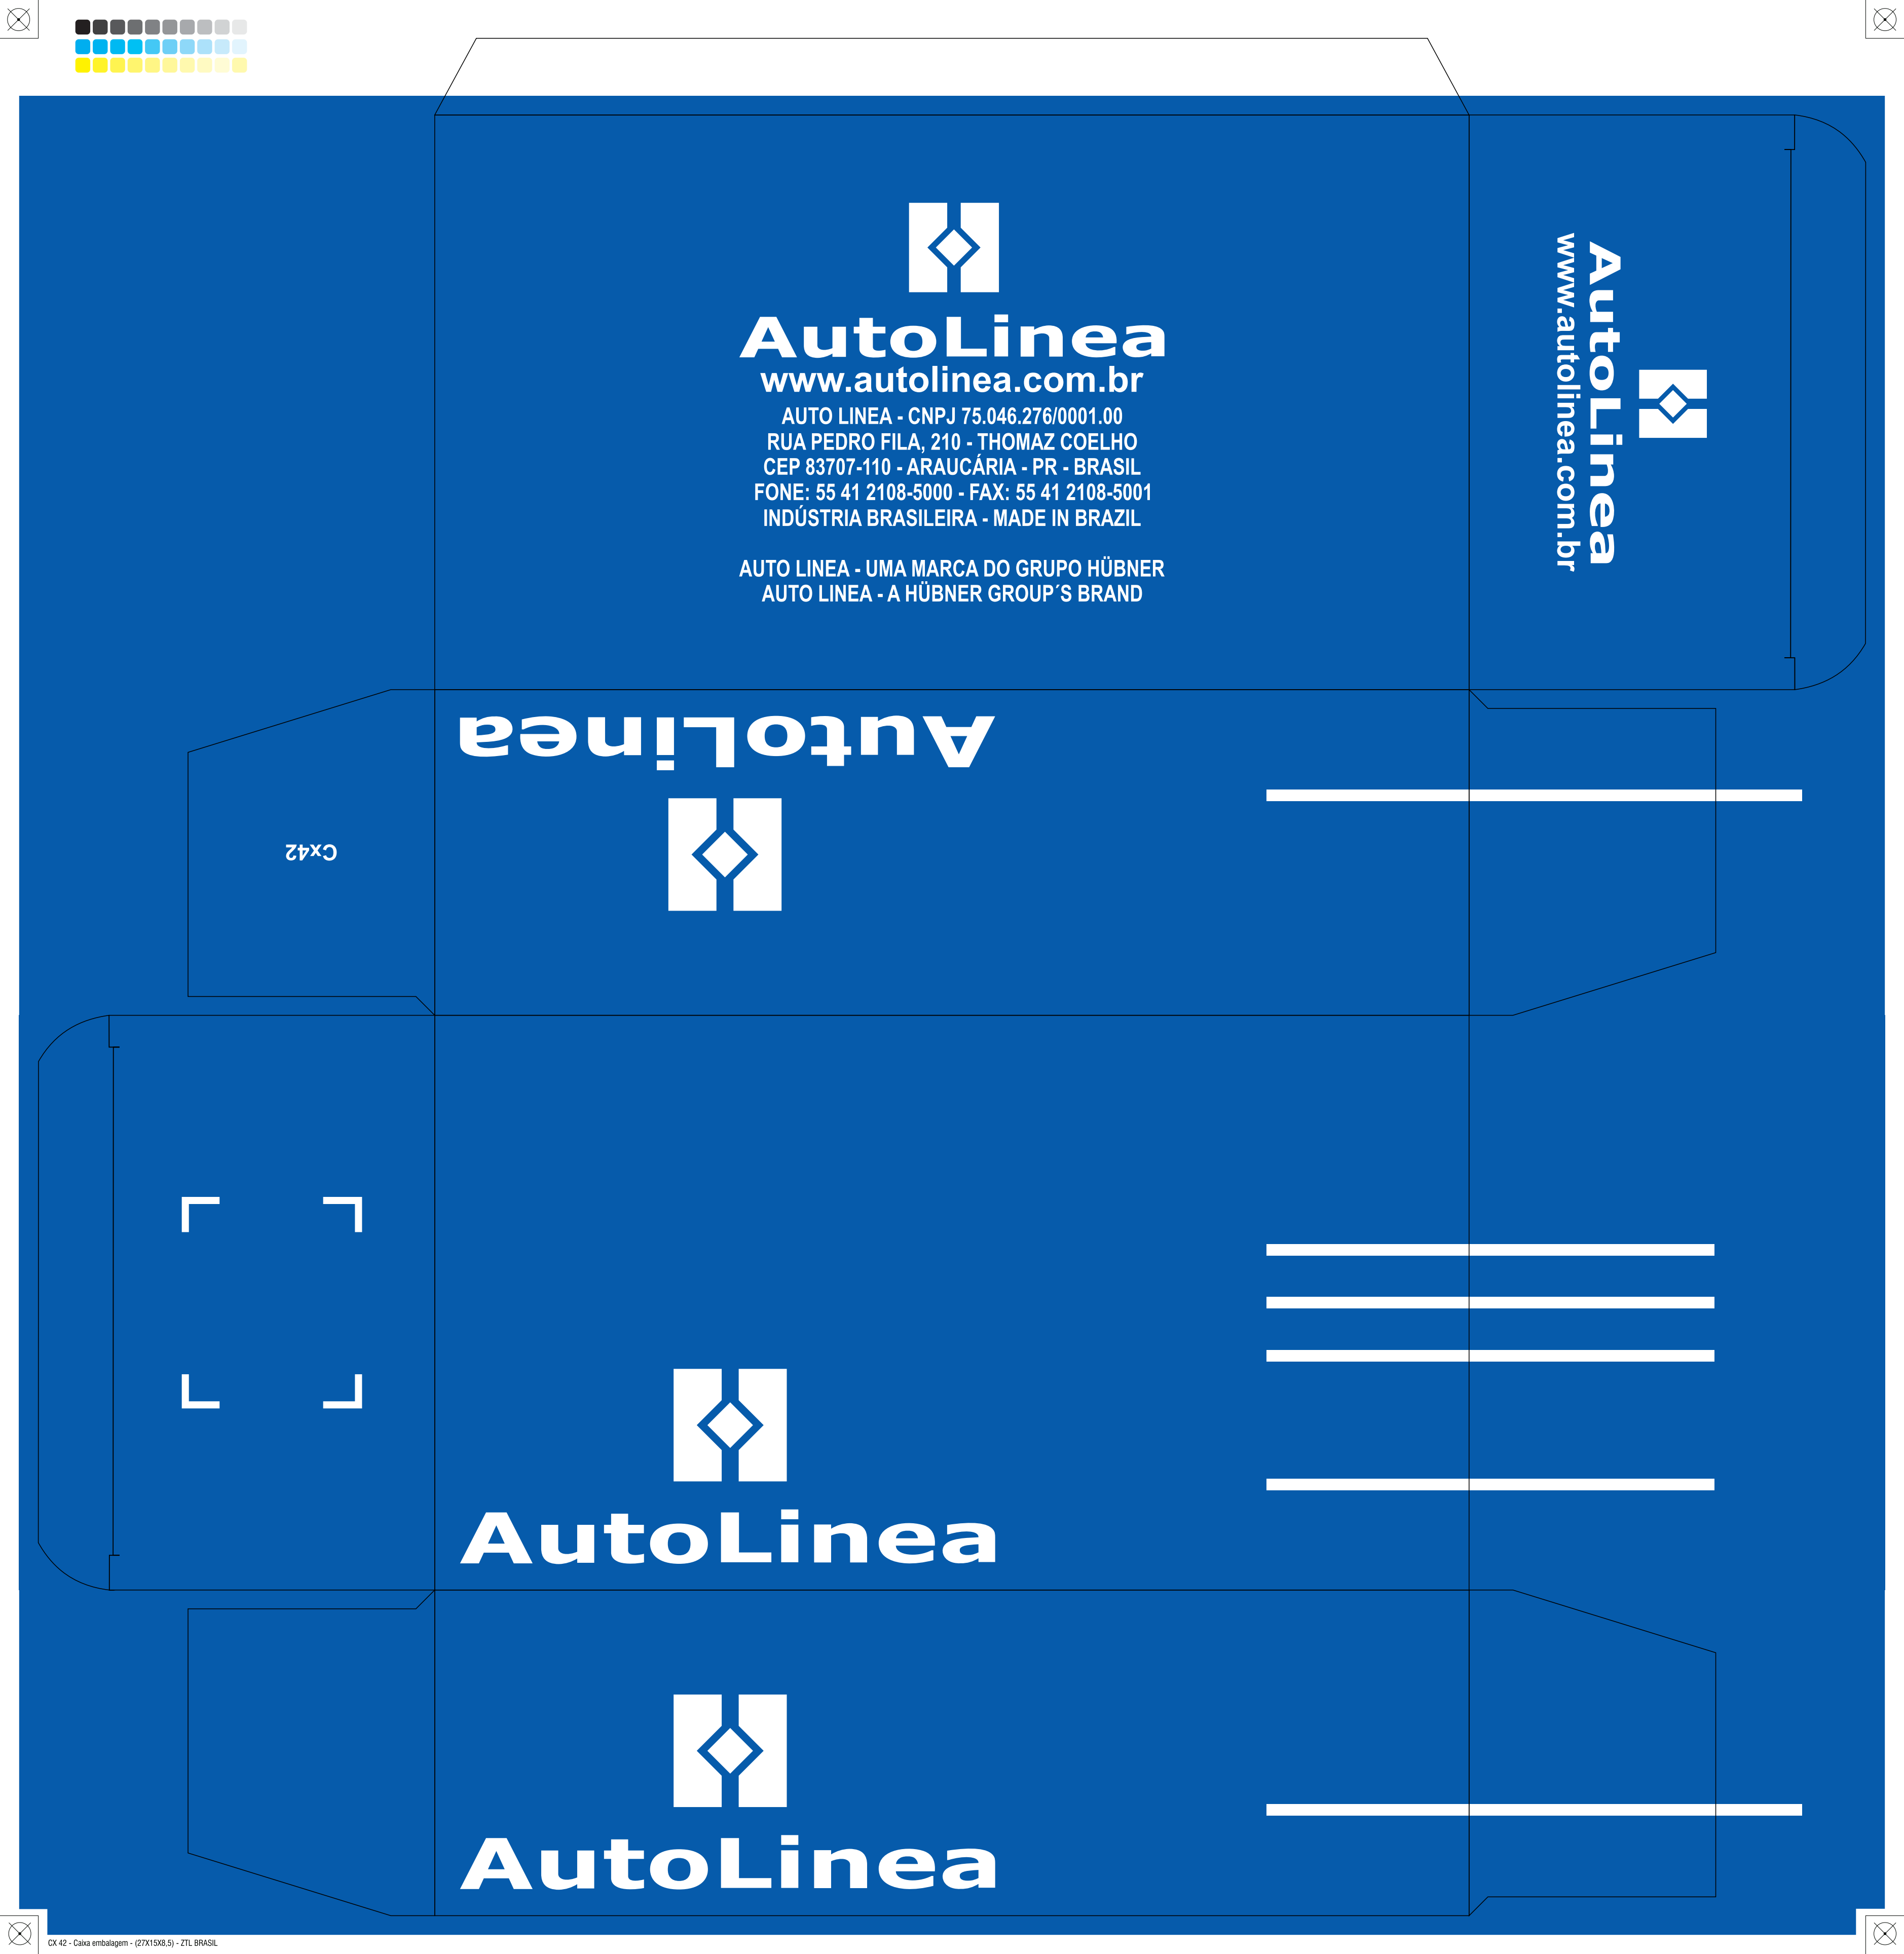 AutoLinea
www.autolinea.com.br
AUTO LINEA - CNPJ 75.046.276/0001.00
RUA PEDRO FILA, 210 - THOMAZ COELHO
CEP 83707-110 - ARAUCÁRIA - PR - BRASIL
FONE: 55 41 2108-5000 - FAX: 55 41 2108-5001
INDÚSTRIA BRASILEIRA - MADE IN BRAZIL
AUTO LINEA - UMA MARCA DO GRUPO HÜBNER
AUTO LINEA - A HÜBNER GROUP´S BRAND
AutoLinea
www.autolinea.com.br
AutoLinea
Cx42
AutoLinea
AutoLinea
CX 42 - Caixa embalagem - (27X15X8,5) - ZTL BRASIL